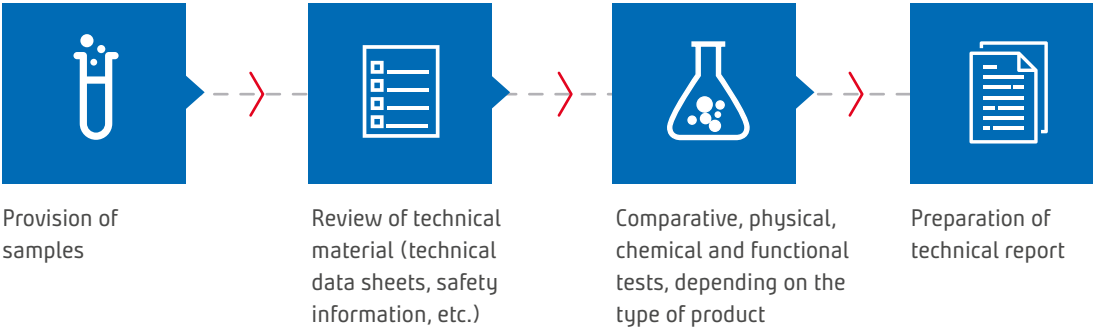 Provision of
samples
Review of technical
material (technical
data sheets, safety
information, etc.)
Comparative, physical,
chemical and functional
tests, depending on the
type of product
Preparation of
technical report